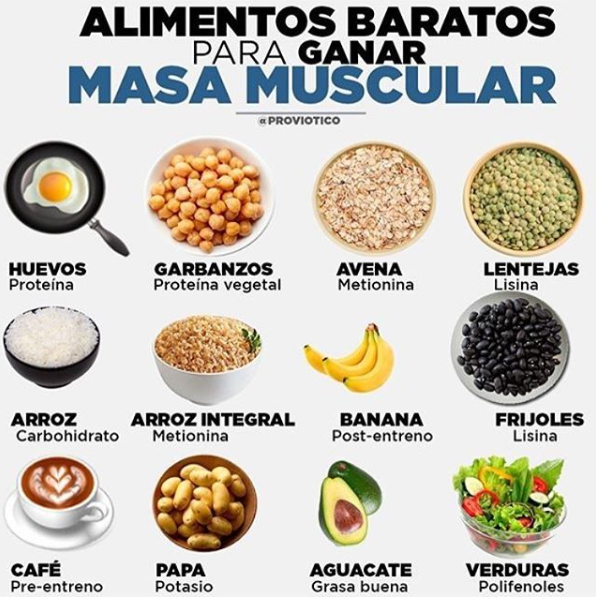 ALIMENTOS BARATOS
PARA GANAR
MASA MUSCULAR
@PROVIOTICO
HUEVOS
Proteína
GARBANZOS
Proteína vegetal
AVENA
Metionina
LENTEJAS
Lisina
ARROZ
Carbohidrato
ARROZ INTEGRAL
Metionina
BANANA
Post-entreno
FRIJOLES
Lisina
CAFÉ
Pre-entreno
PAPA
Potasio
AGUACATE
Grasa buena
VERDURAS
Polifenoles